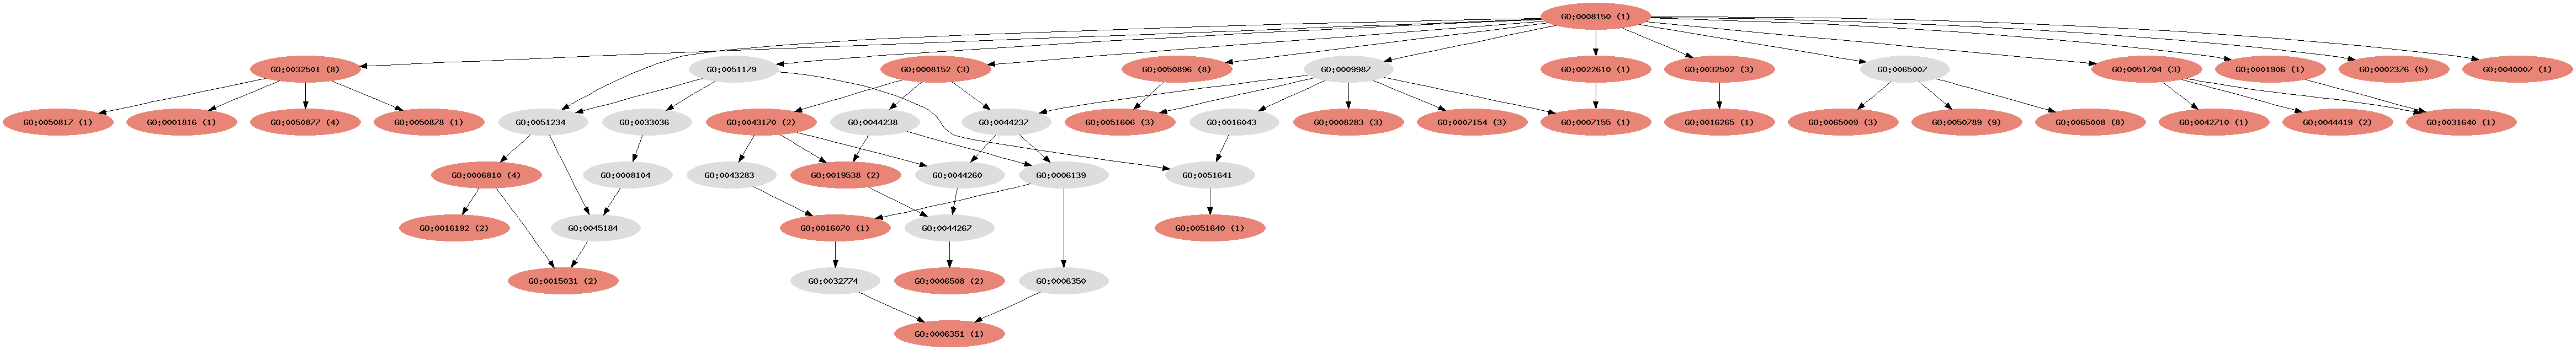 GO:0008150 (1)
GO:0032501 (8)
GO:0051179
GO:0008152 (3)
GO:0050896 (8)
GO:0009987
GO:0022610 (1)
GO:0032502 (3)
GO:0065007
GO:0051704 (3)
GO:0001906 (1)
GO:0002376 (5)
GO:0040007 (1)
GO:0050817 (1)
GO:0001816 (1)
GO:0050877 (4)
GO:0050878 (1)
GO:0051234
GO:0033036
GO:0043170 (2)
GO:0044238
GO:0044237
GO:0051606 (3)
GO:0016043
GO:0008283 (3)
GO:0007154 (3)
GO:0007155 (1)
GO:0016265 (1)
GO:0065009 (3)
GO:0050789 (9)
GO:0065008 (8)
GO:0042710 (1)
GO:0044419 (2)
GO:0031640 (1)
GO:0006810 (4)
GO:0008104
GO:0043283
GO:0019538 (2)
GO:0044260
GO:0006139
GO:0051641
GO:0016192 (2)
GO:0045184
GO:0016070 (1)
GO:0044267
GO:0051640 (1)
GO:0015031 (2)
GO:0032774
GO:0006508 (2)
GO:0006350
GO:0006351 (1)